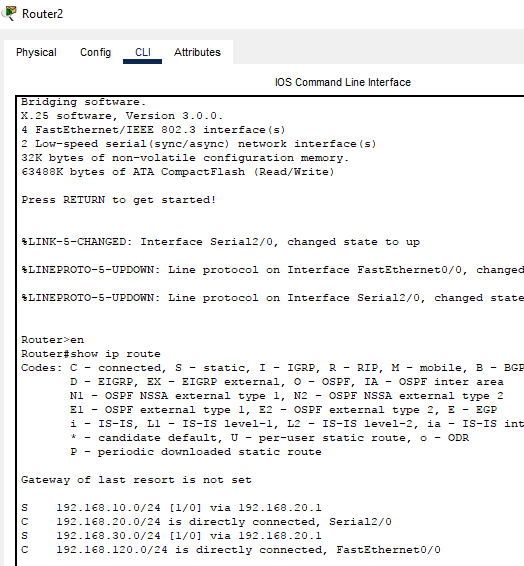 Router2
Physical Config CLI Attributes
IOS Command Line Interface
Bridging software.
X.25 software, Version 3.0.0.
4 FastEthernet/IEEE 802.3 interface(s)
2 Low-speed serial(sync/async) network interface(s)
32K bytes of non-volatile configuration memory.
63488K bytes of ATA CompactFlash (Read/Write)
Press RETURN to get started!
%LINK-5-CHANGED: Interface Serial2/0, changed state to up
%LINEPROTO-5-UPDOWN: Line protocol on Interface FastEthernet0/0, changed
%LINEPROTO-5-UPDOWN: Line protocol on Interface Serial2/0, changed state
Router>en
Router#show ip route
Codes: C - connected, S - static, I - IGRP, R - RIP, M - mobile, B - BGP
D - EIGRP, EX - EIGRP external, O - OSPF, IA - OSPF inter area
N1 - OSPF NSSA external type 1, N2 - OSPF NSSA external type 2
E1 - OSPF external type 1, E2 - OSPF external type 2, E - EGP
i - IS-IS, L1 - IS-IS level-1, L2 - IS-IS level-2, ia - IS-IS int
* - candidate default, U - per-user static route, o - ODR
P - periodic downloaded static route
Gateway of last resort is not set
S 192.168.10.0/24 [1/0] via 192.168.20.1
C 192.168.20.0/24 is directly connected, Serial2/0
S 192.168.30.0/24 [1/0] via 192.168.20.1
C 192.168.120.0/24 is directly connected, FastEthernet0/0